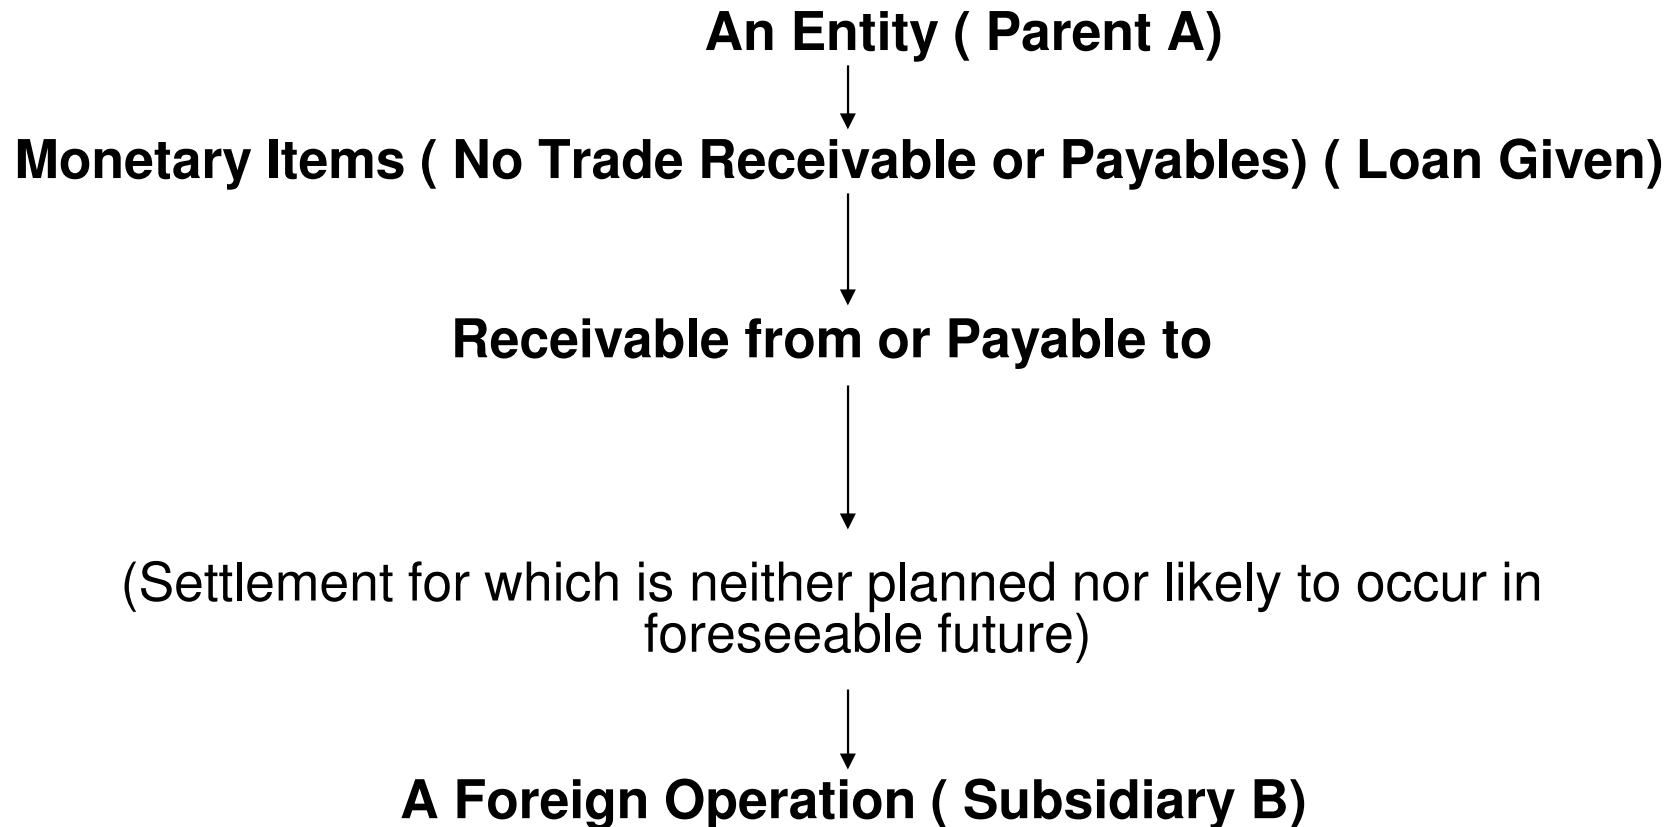 An Entity ( Parent A)
Monetary Items ( No Trade Receivable or Payables) ( Loan Given)
Receivable from or Payable to
(Settlement for which is neither planned nor likely to occur in
foreseeable future)
A Foreign Operation ( Subsidiary B)